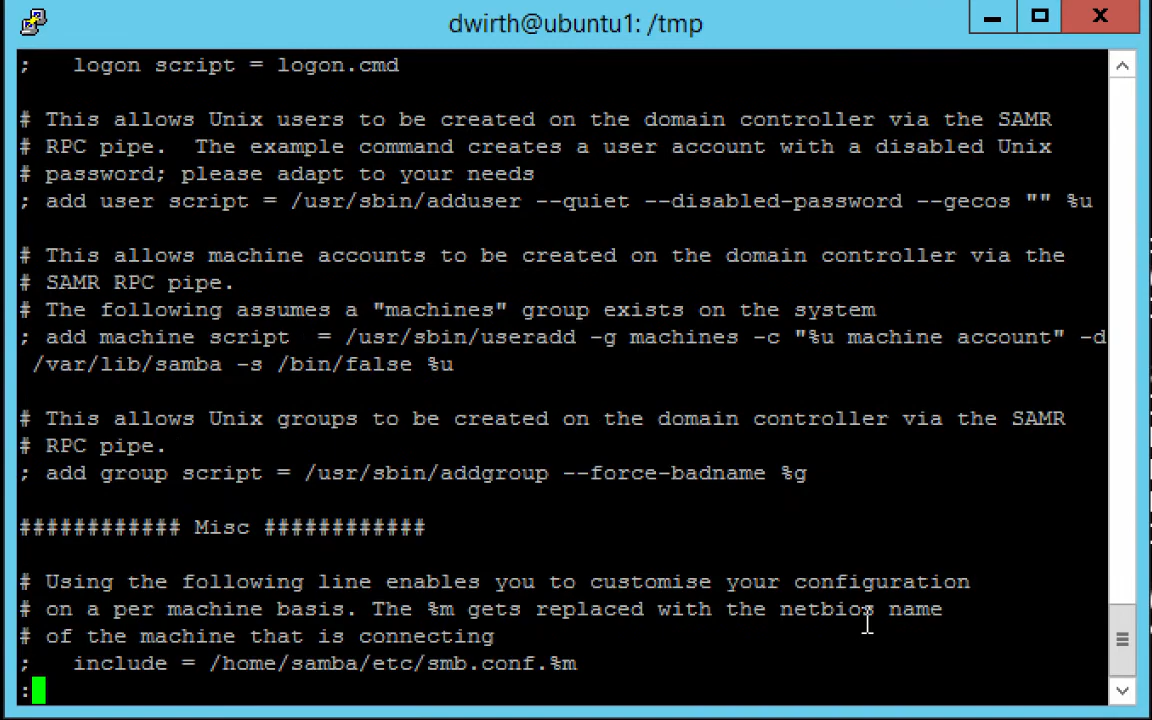 dwirth@ubuntu1: /tmp
;   logon script = logon.cmd
# This allows Unix users to be created on the domain controller via the SAMR
# RPC pipe.  The example command creates a user account with a disabled Unix
# password; please adapt to your needs
; add user script = /usr/sbin/adduser --quiet --disabled-password --gecos "" %u
# This allows machine accounts to be created on the domain controller via the
# SAMR RPC pipe.
# The following assumes a "machines" group exists on the system
; add machine script  = /usr/sbin/useradd -g machines -c "%u machine account" -d
 /var/lib/samba -s /bin/false %u
# This allows Unix groups to be created on the domain controller via the SAMR
# RPC pipe.
; add group script = /usr/sbin/addgroup --force-badname %g
############ Misc ############
# Using the following line enables you to customise your configuration
# on a per machine basis. The %m gets replaced with the netbios name
# of the machine that is connecting
;   include = /home/samba/etc/smb.conf.%m
: